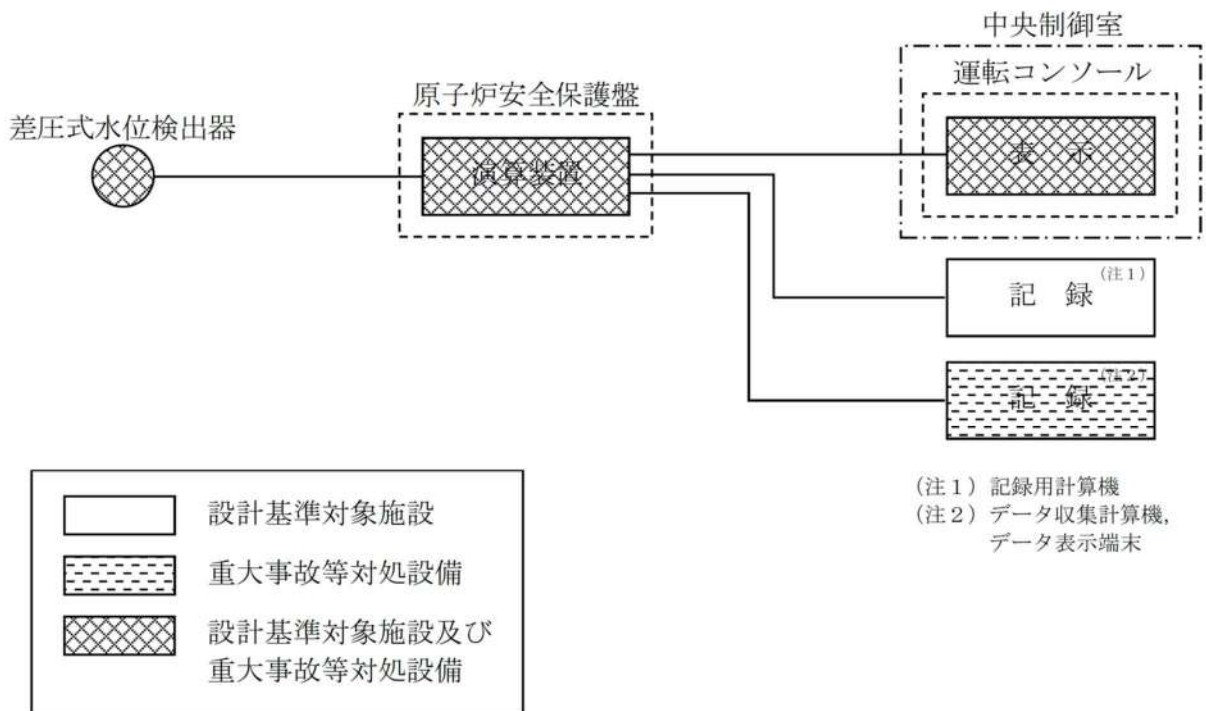 中央制御室
運転コンソール
原子炉安全保護盤
差圧式水位検出器
演算装置
表 示
記 録 (注1)
記 録 (注2)
(注1) 記録用計算機
(注2) データ収集計算機,
データ表示端末
設計基準対象施設
重大事故等対処設備
設計基準対象施設及び
重大事故等対処設備